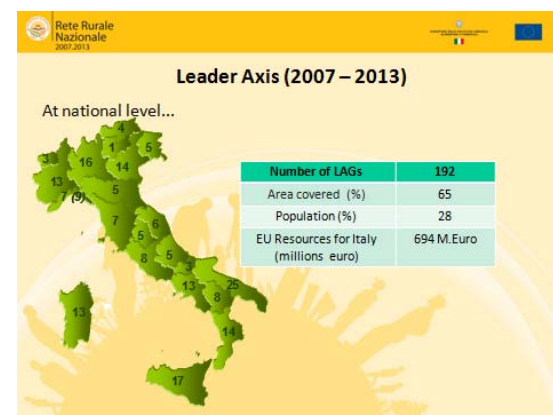 Rete Rurale
Nazionale
2007.2013
Leader Axis (2007 – 2013)
At national level...
4
3
1
5
16
14
13
5
7 (9)
7
6
5
8
5
3
13
25
8
13
14
17
Number of LAGs 192
Area covered (%) 65
Population (%) 28
EU Resources for Italy 694 M.Euro
(millions euro)